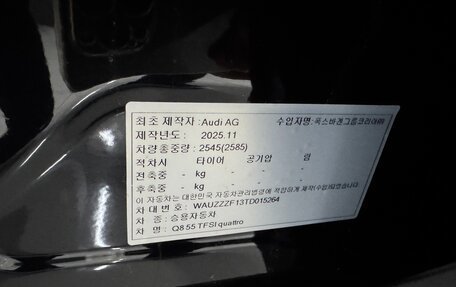 최초 제작자 : Audi AG 수입자명: 폭스바겐그룹코리아㈜
제작년도 : 2025.11
차량총중량 : 2545(2585)
적차시 타이어 공기압 림
전축중 - kg
후축중 - kg
이 자동차는 대한민국 자동차관리법령에 적합하게 제작(수입)되었다
차 대 번 호 : WAUZZZF13TD015264
차 종 : 승용자동차
차 명 : Q8 55 TFSI quattro